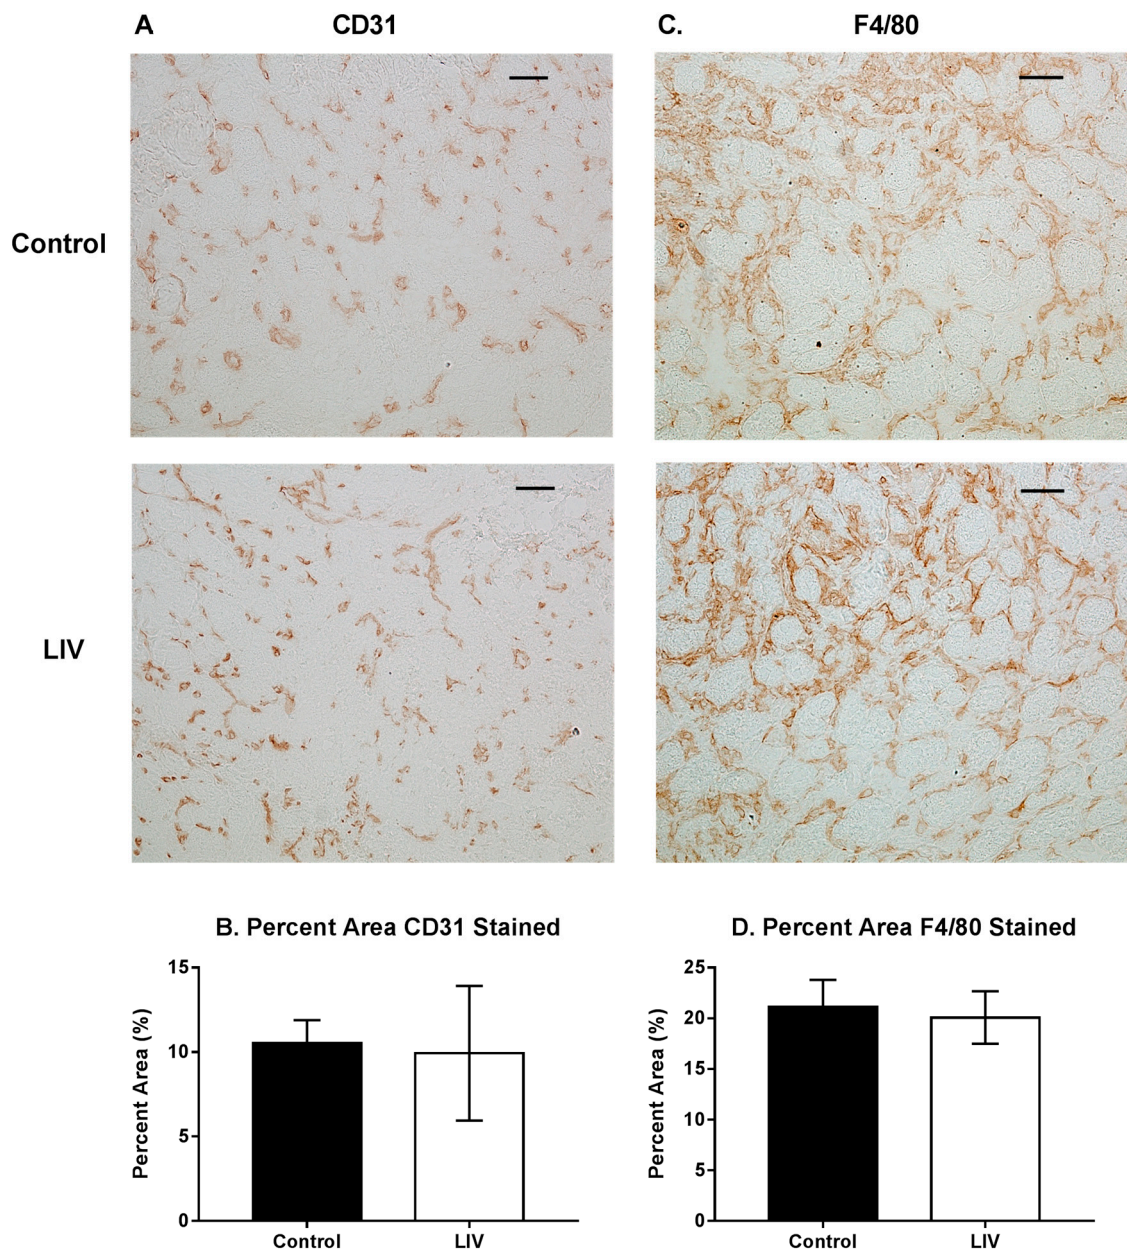 A CD31 C. F4/80
Control
LIV
B. Percent Area CD31 Stained
15
10
5
0
Percent Area (%)
Control LIV
D. Percent Area F4/80 Stained
25
20
15
10
5
0
Percent Area (%)
Control LIV